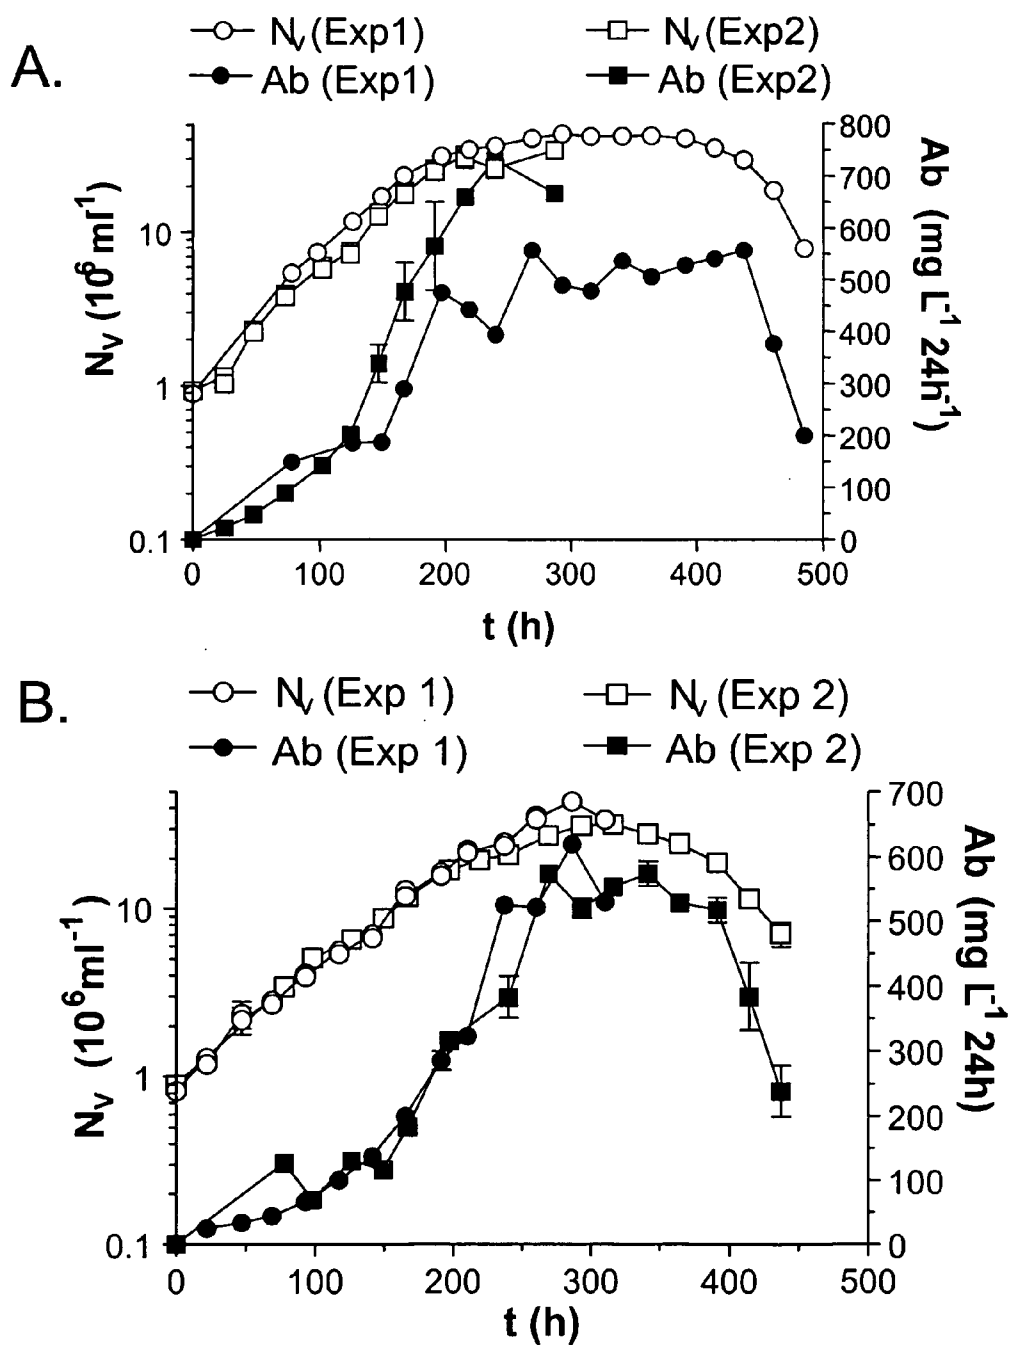 A.
Nv (Exp1) Nv (Exp2)
Ab (Exp1) Ab (Exp2)
Nv (10⁶ ml¹)
10
1
0.1
800
700
600
500
400
300
200
100
0
Ab (mg L⁻¹ 24h⁻¹)
0 100 200 300 400 500
t (h)
B.
Nv (Exp 1) Nv (Exp 2)
Ab (Exp 1) Ab (Exp 2)
Nv (10⁶ml⁻¹)
10
1
0.1
700
600
500
400
300
200
100
0
Ab (mg L⁻¹ 24h)
0 100 200 300 400 500
t (h)